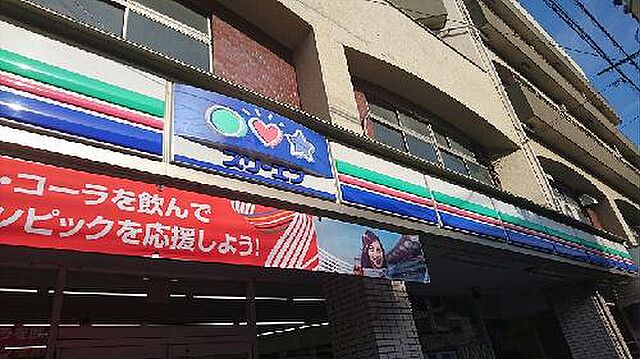 スリーエフ
・コーラを飲んで
ンピックを応援しよう!